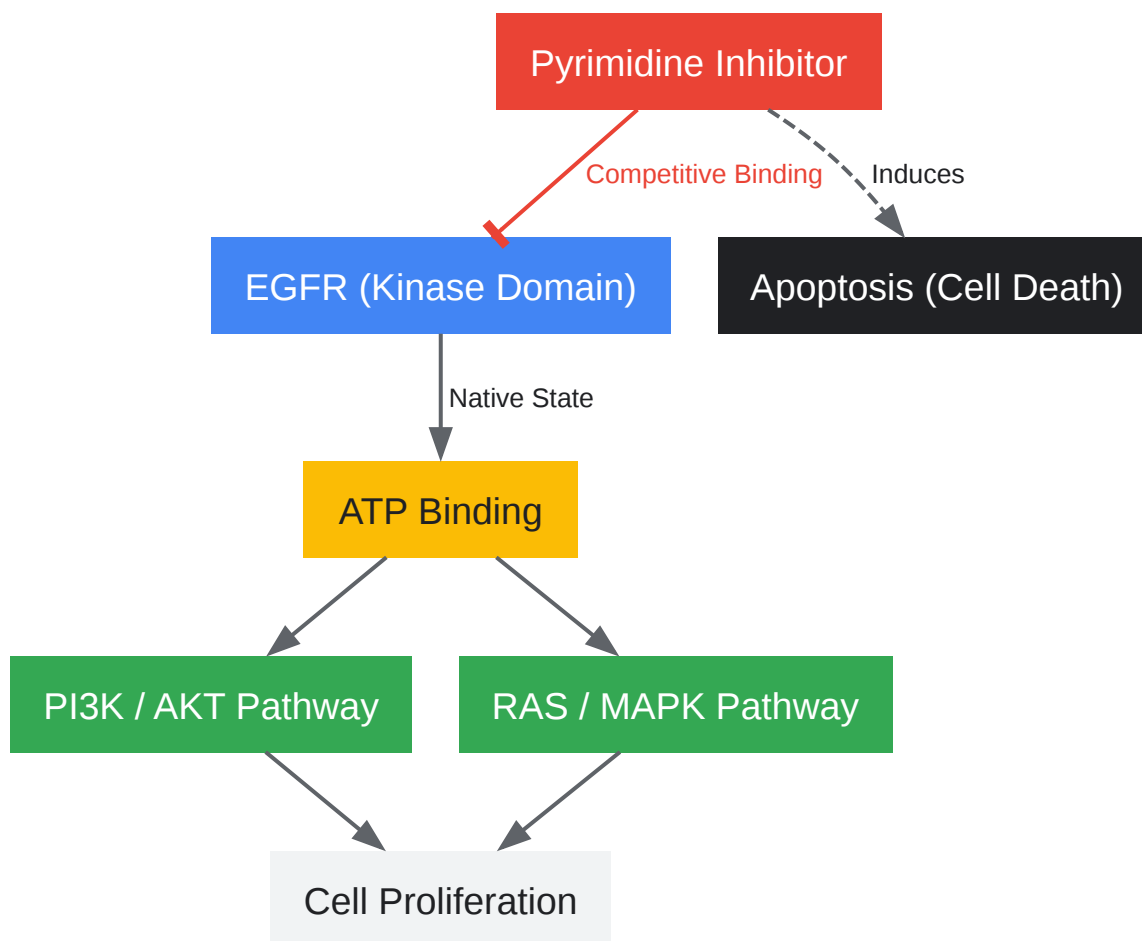 Pyrimidine Inhibitor
Competitive Binding
Induces
EGFR (Kinase Domain)
Apoptosis (Cell Death)
Native State
ATP Binding
PI3K / AKT Pathway
RAS / MAPK Pathway
Cell Proliferation